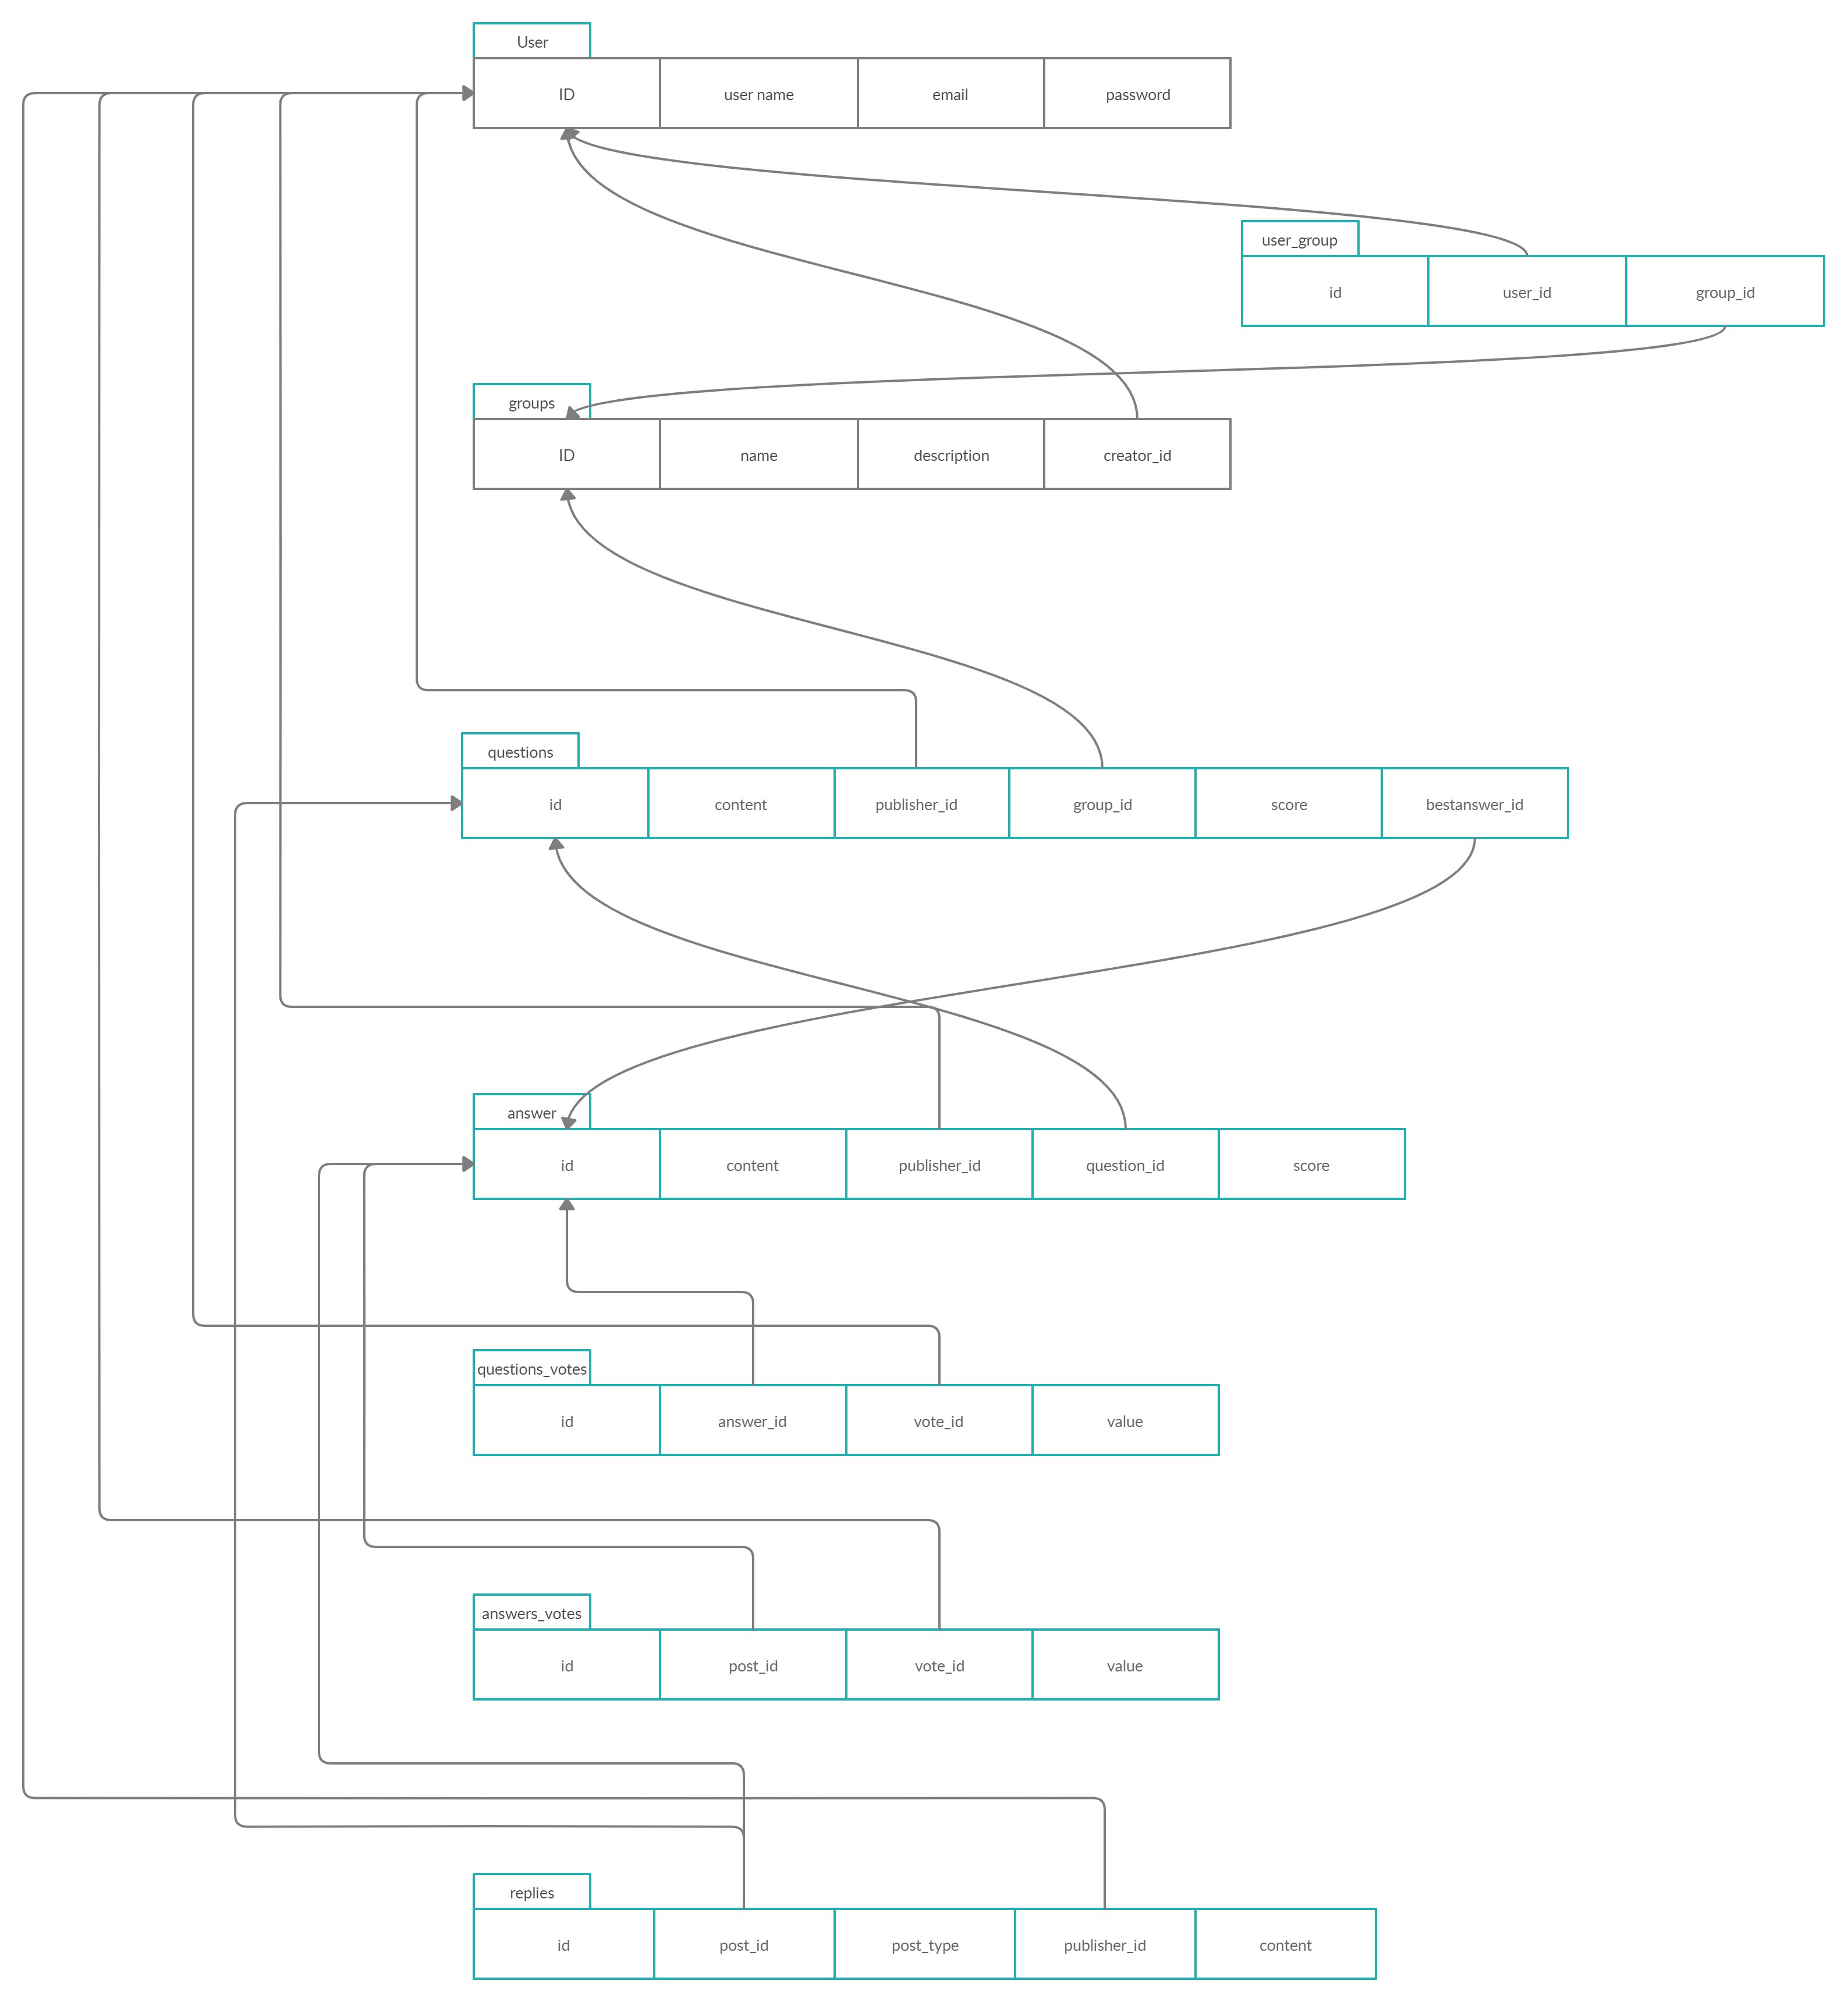 User
ID user name email password
user_group
id user_id group_id
groups
ID name description creator_id
questions
id content publisher_id group_id score bestanswer_id
answer
id content publisher_id question_id score
questions_votes
id answer_id vote_id value
answers_votes
id post_id vote_id value
replies
id post_id post_type publisher_id content